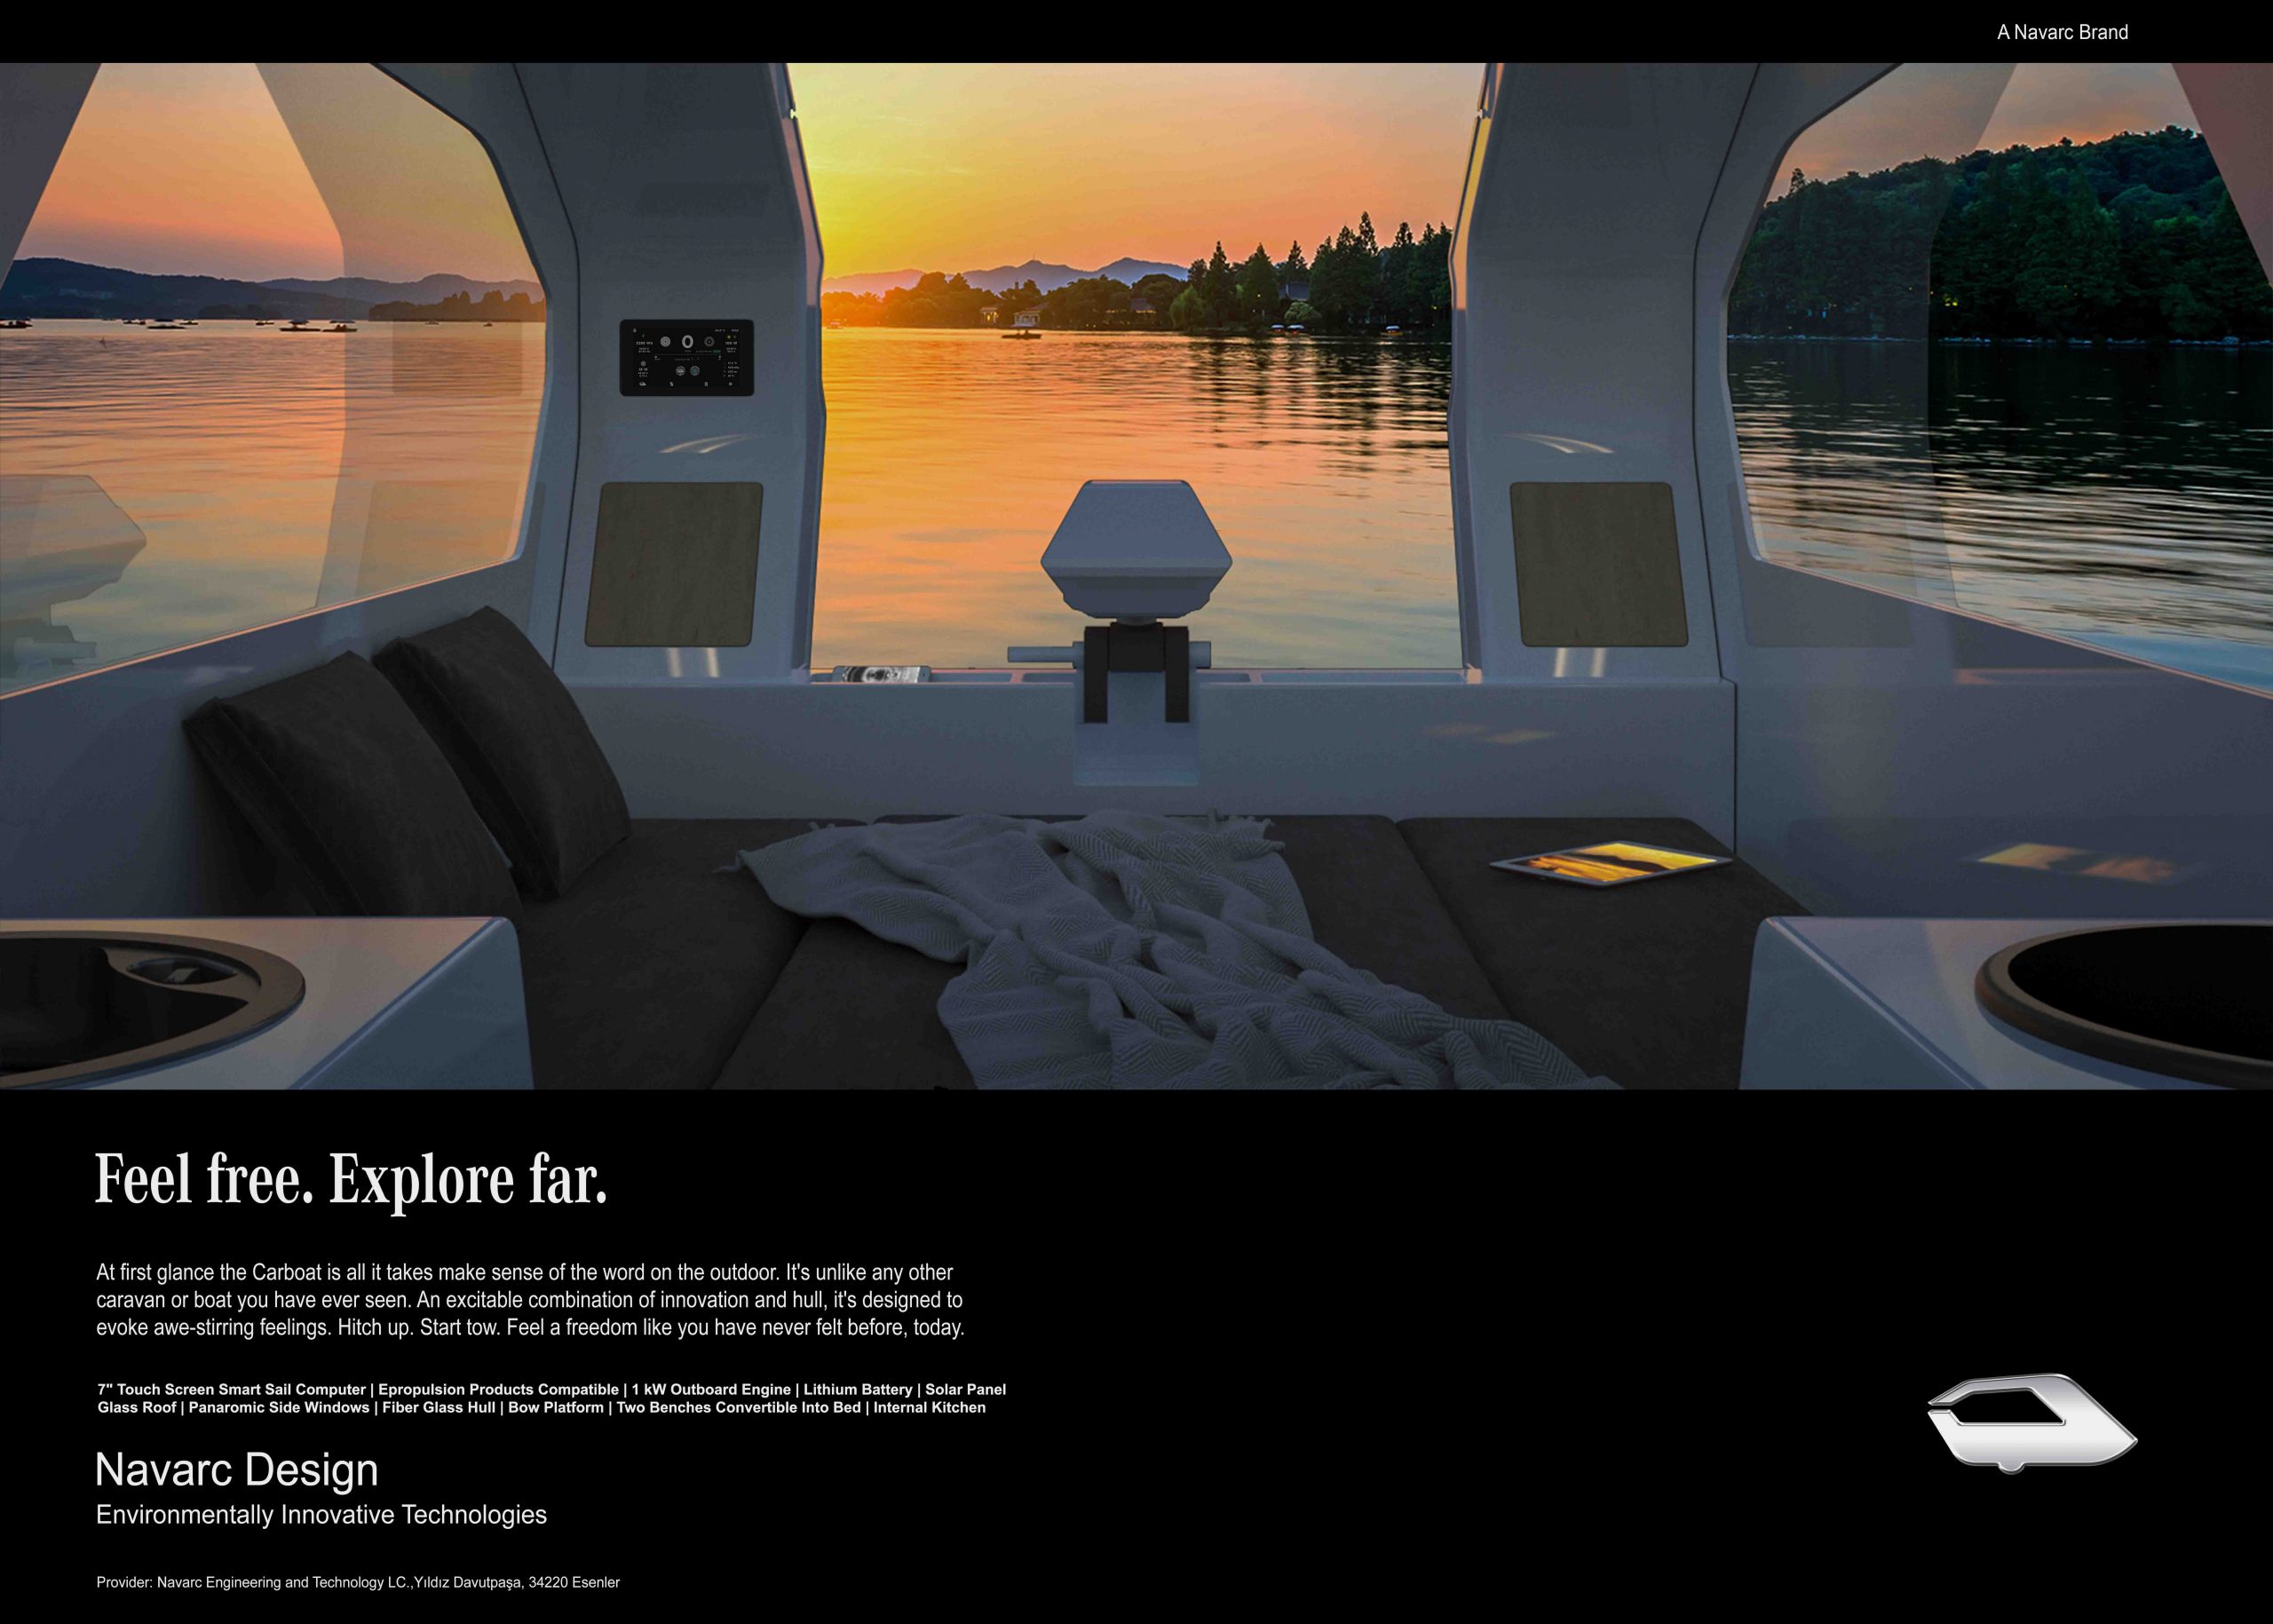 A Navarc Brand
Feel free. Explore far.
At first glance the Carboat is all it takes make sense of the word on the outdoor. It's unlike any other
caravan or boat you have ever seen. An excitable combination of innovation and hull, it's designed to
evoke awe-stirring feelings. Hitch up. Start tow. Feel a freedom like you have never felt before, today.
7" Touch Screen Smart Sail Computer | Epropulsion Products Compatible | 1 kW Outboard Engine | Lithium Battery | Solar Panel
Glass Roof | Panaromic Side Windows | Fiber Glass Hull | Bow Platform | Two Benches Convertible Into Bed | Internal Kitchen
Navarc Design
Environmentally Innovative Technologies
Provider: Navarc Engineering and Technology LC.,Yıldız Davutpaşa, 34220 Esenler